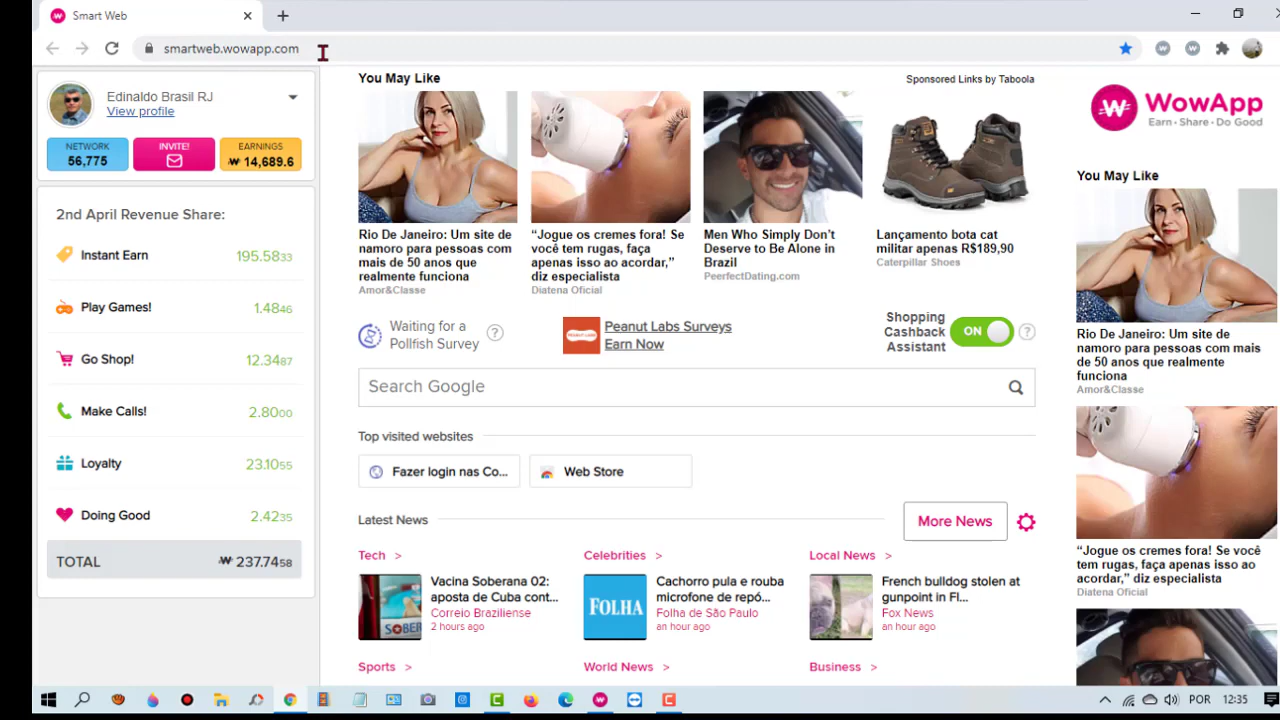 Smart Web
smartweb.wowapp.com
Edinaldo Brasil RJ
View profile
NETWORK
56,775
INVITE!
EARNINGS
14,689.6
2nd April Revenue Share:
Instant Earn 195.5833
Play Games! 1.4846
Go Shop! 12.3487
Make Calls! 2.8000
Loyalty 23.1055
Doing Good 2.4235
TOTAL 237.7458
You May Like
Sponsored Links by Taboola
Rio De Janeiro: Um site de
namoro para pessoas com
mais de 50 anos que
realmente funciona
Amor&Classe
“Jogue os cremes fora! Se
você tem rugas, faça
apenas isso ao acordar,”
diz especialista
Diatena Oficial
Men Who Simply Don’t
Deserve to Be Alone in
Brazil
PeerfectDating.com
Lançamento bota cat
militar apenas R$189,90
Caterpillar Shoes
Waiting for a
Pollfish Survey
?
PEANUT LABS
Peanut Labs Surveys
Earn Now
Shopping
Cashback
Assistant
ON
?
Search Google
Top visited websites
Fazer login nas Co...
Web Store
Latest News
More News
Tech >
Vacina Soberana 02:
aposta de Cuba cont...
Correio Braziliense
2 hours ago
SOBER
Celebrities >
FOLHA
Cachorro pula e rouba
microfone de repó...
Folha de São Paulo
an hour ago
Local News >
French bulldog stolen at
gunpoint in Fl...
Fox News
an hour ago
Sports >
World News >
Business >
WowApp
Earn · Share · Do Good
You May Like
Rio De Janeiro: Um site de
namoro para pessoas com mais
de 50 anos que realmente
funciona
Amor&Classe
“Jogue os cremes fora! Se você
tem rugas, faça apenas isso ao
acordar,” diz especialista
Diatena Oficial
POR
12:35